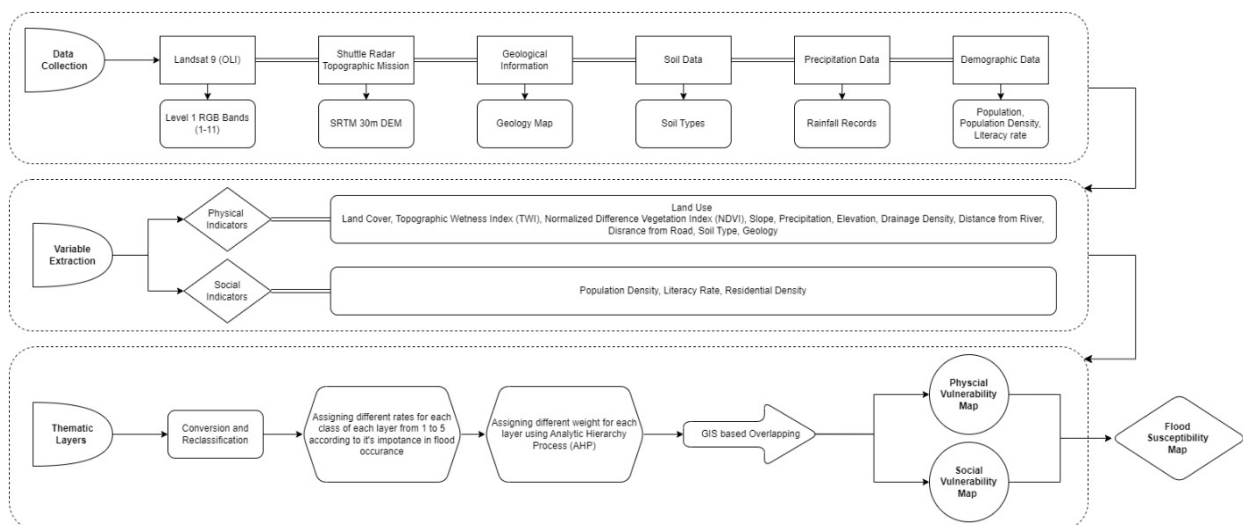 Data
Collection
Landsat 9 (OLI)
Shuttle Radar
Topographic Mission
Geological
Information
Soil Data
Precipitation Data
Demographic Data
Level 1 RGB Bands
(1-11)
SRTM 30m DEM
Geology Map
Soil Types
Rainfall Records
Population,
Population Density,
Literacy rate
Variable
Extraction
Physical
Indicators
Land Use
Land Cover, Topographic Wetness Index (TWI), Normalized Difference Vegetation Index (NDVI), Slope, Precipitation, Elevation, Drainage Density, Distance from River,
Disrance from Road, Soil Type, Geology
Social
Indicators
Population Density, Literacy Rate, Residential Density
Thematic
Layers
Conversion and
Reclassification
Assigning different rates for each
class of each layer from 1 to 5
according to it's impotance in flood
occurance
Assigning different weight for each
layer using Analytic Hierarchy
Process (AHP)
GIS based Overlapping
Physcial
Vulnerability
Map
Social
Vulnerability
Map
Flood
Susceptibility
Map